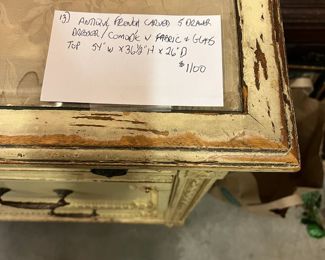 13) ANTIQUE FRENCH CARVED 5 DRAWER
DRESSER/COMODE W FABRIC + GLASS
TOP 54" W x 36½" H x 26" D
$1100